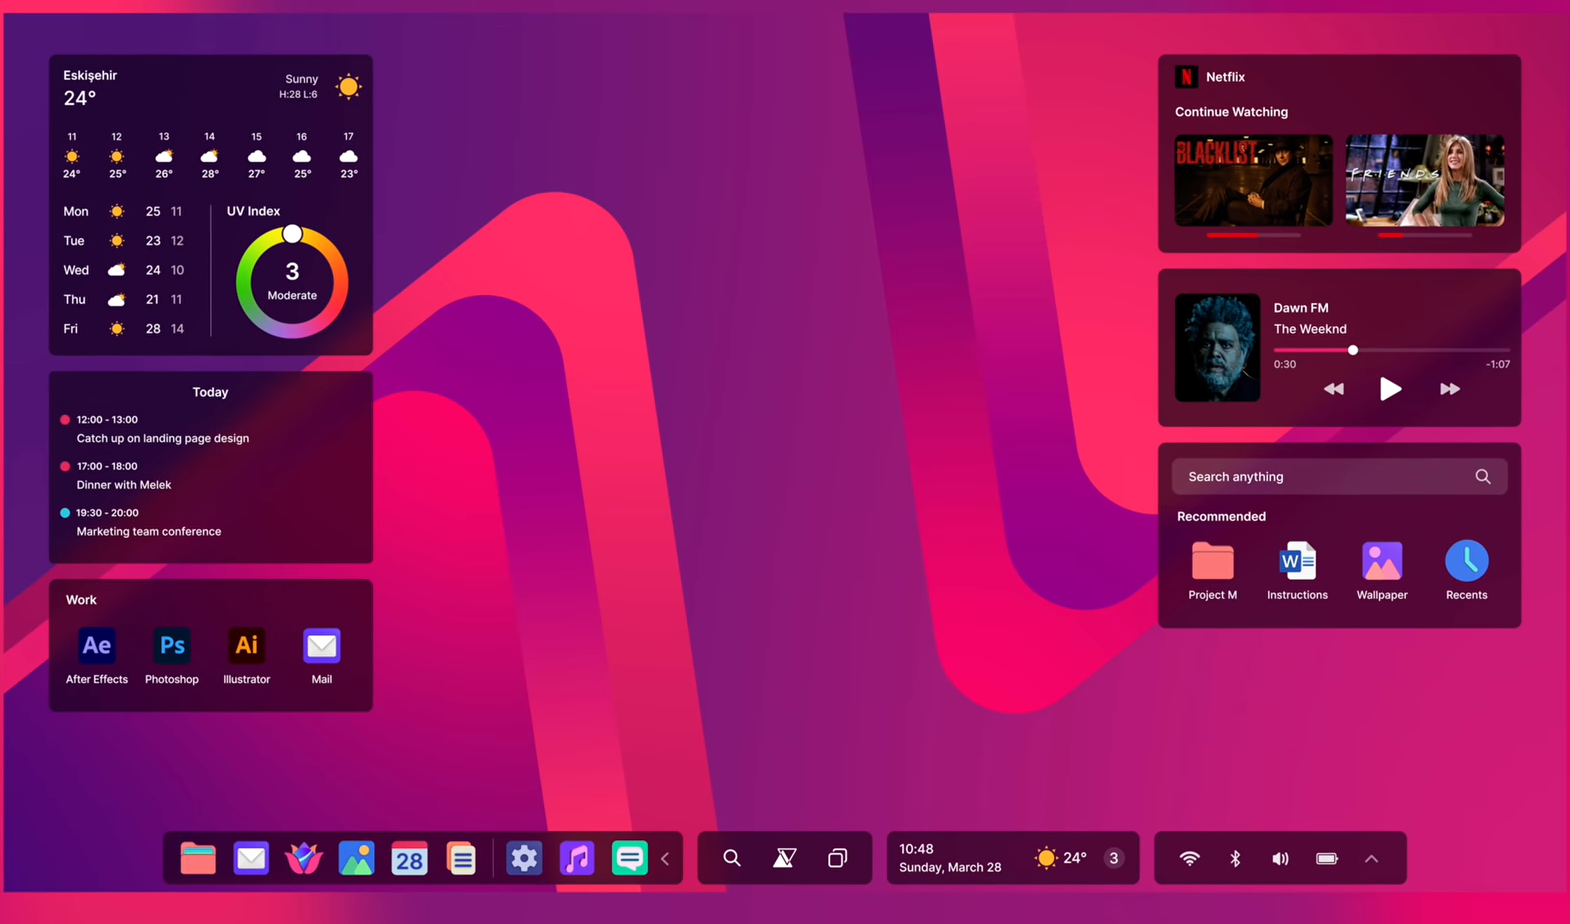 Eskişehir
24°
Sunny
H:28 L:6
11 12 13 14 15 16 17
24° 25° 26° 28° 27° 25° 23°
Mon 25 11
Tue 23 12
Wed 24 10
Thu 21 11
Fri 28 14
UV Index
3
Moderate
Today
12:00 - 13:00
Catch up on landing page design
17:00 - 18:00
Dinner with Melek
19:30 - 20:00
Marketing team conference
Work
Ae Ps Ai
After Effects Photoshop Illustrator Mail
N Netflix
Continue Watching
THE BLACKLIST
FRIENDS
Dawn FM
The Weeknd
0:30 -1:07
Search anything
Recommended
W
Project M Instructions Wallpaper Recents
28
10:48
Sunday, March 28
24° 3